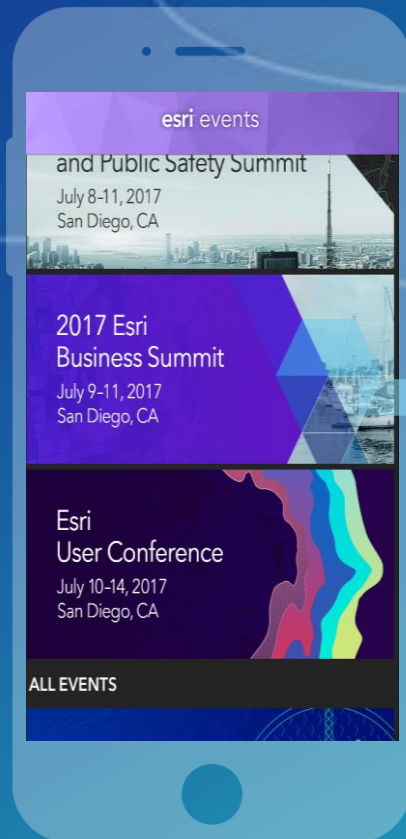 esri events
and Public Safety Summit
July 8-11, 2017
San Diego, CA
2017 Esri
Business Summit
July 9-11, 2017
San Diego, CA
Esri
User Conference
July 10-14, 2017
San Diego, CA
ALL EVENTS